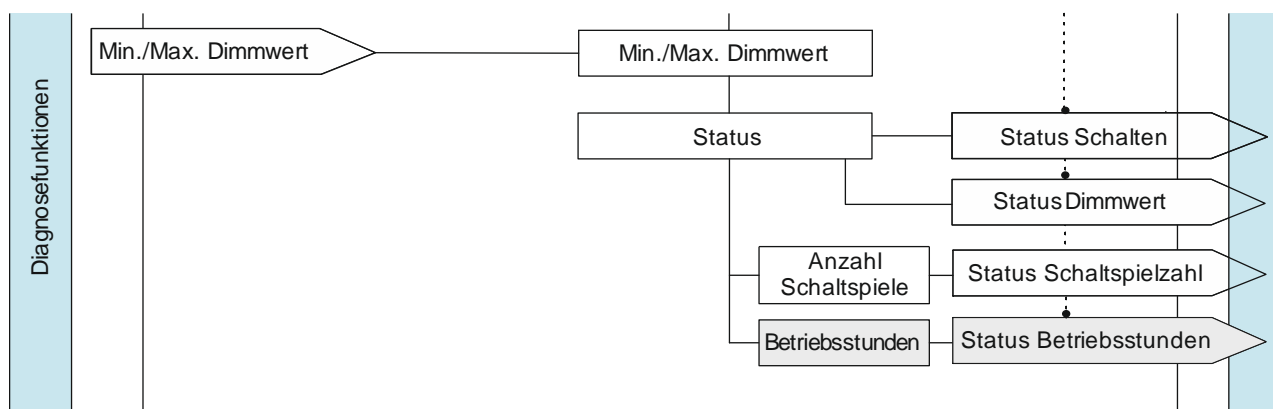 Diagnosefunktionen
Min./Max. Dimmwert
Min./Max. Dimmwert
Status
Status Schalten
Status Dimmwert
Anzahl
Schaltspiele
Status Schaltspielzahl
Betriebsstunden
Status Betriebsstunden